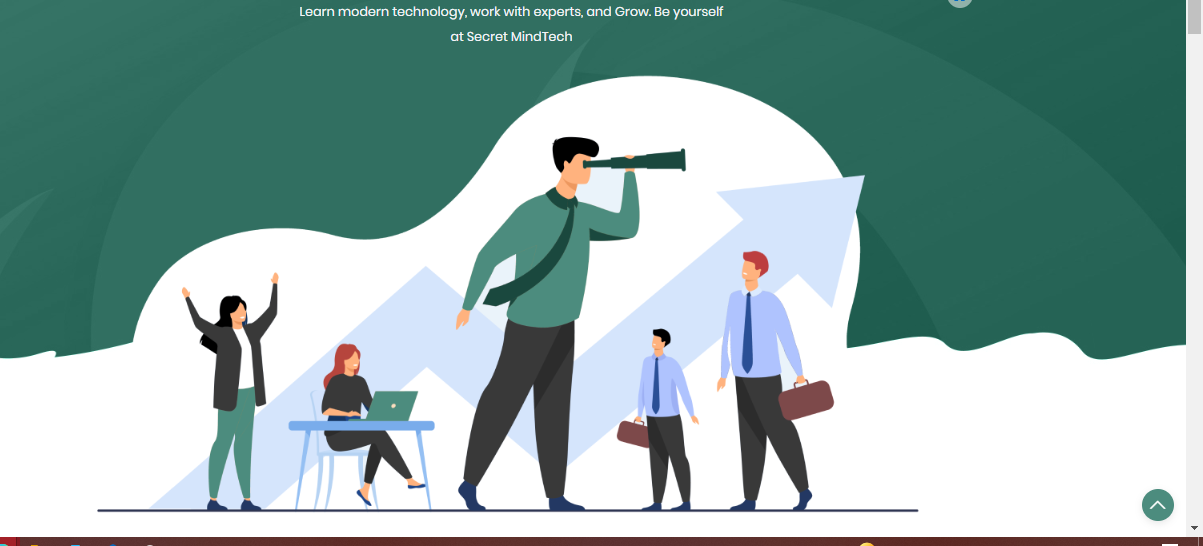 Learn modern technology, work with experts, and Grow. Be yourself
at Secret MindTech